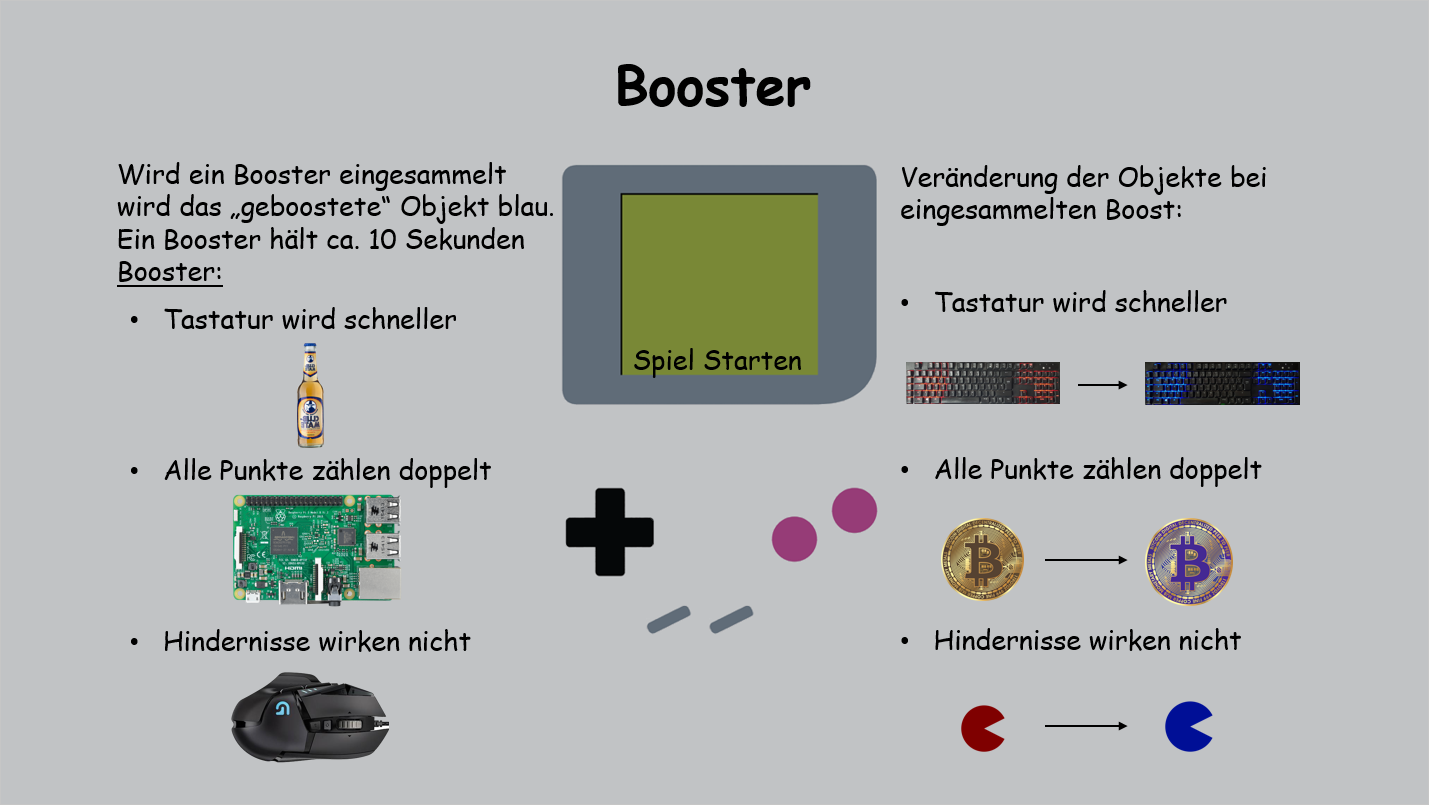 Booster
Wird ein Booster eingesammelt
wird das „geboostete“ Objekt blau.
Ein Booster hält ca. 10 Sekunden
Booster:
• Tastatur wird schneller
• Alle Punkte zählen doppelt
HDMI
• Hindernisse wirken nicht
Spiel Starten
Veränderung der Objekte bei
eingesammelten Boost:
• Tastatur wird schneller
• Alle Punkte zählen doppelt
• Hindernisse wirken nicht